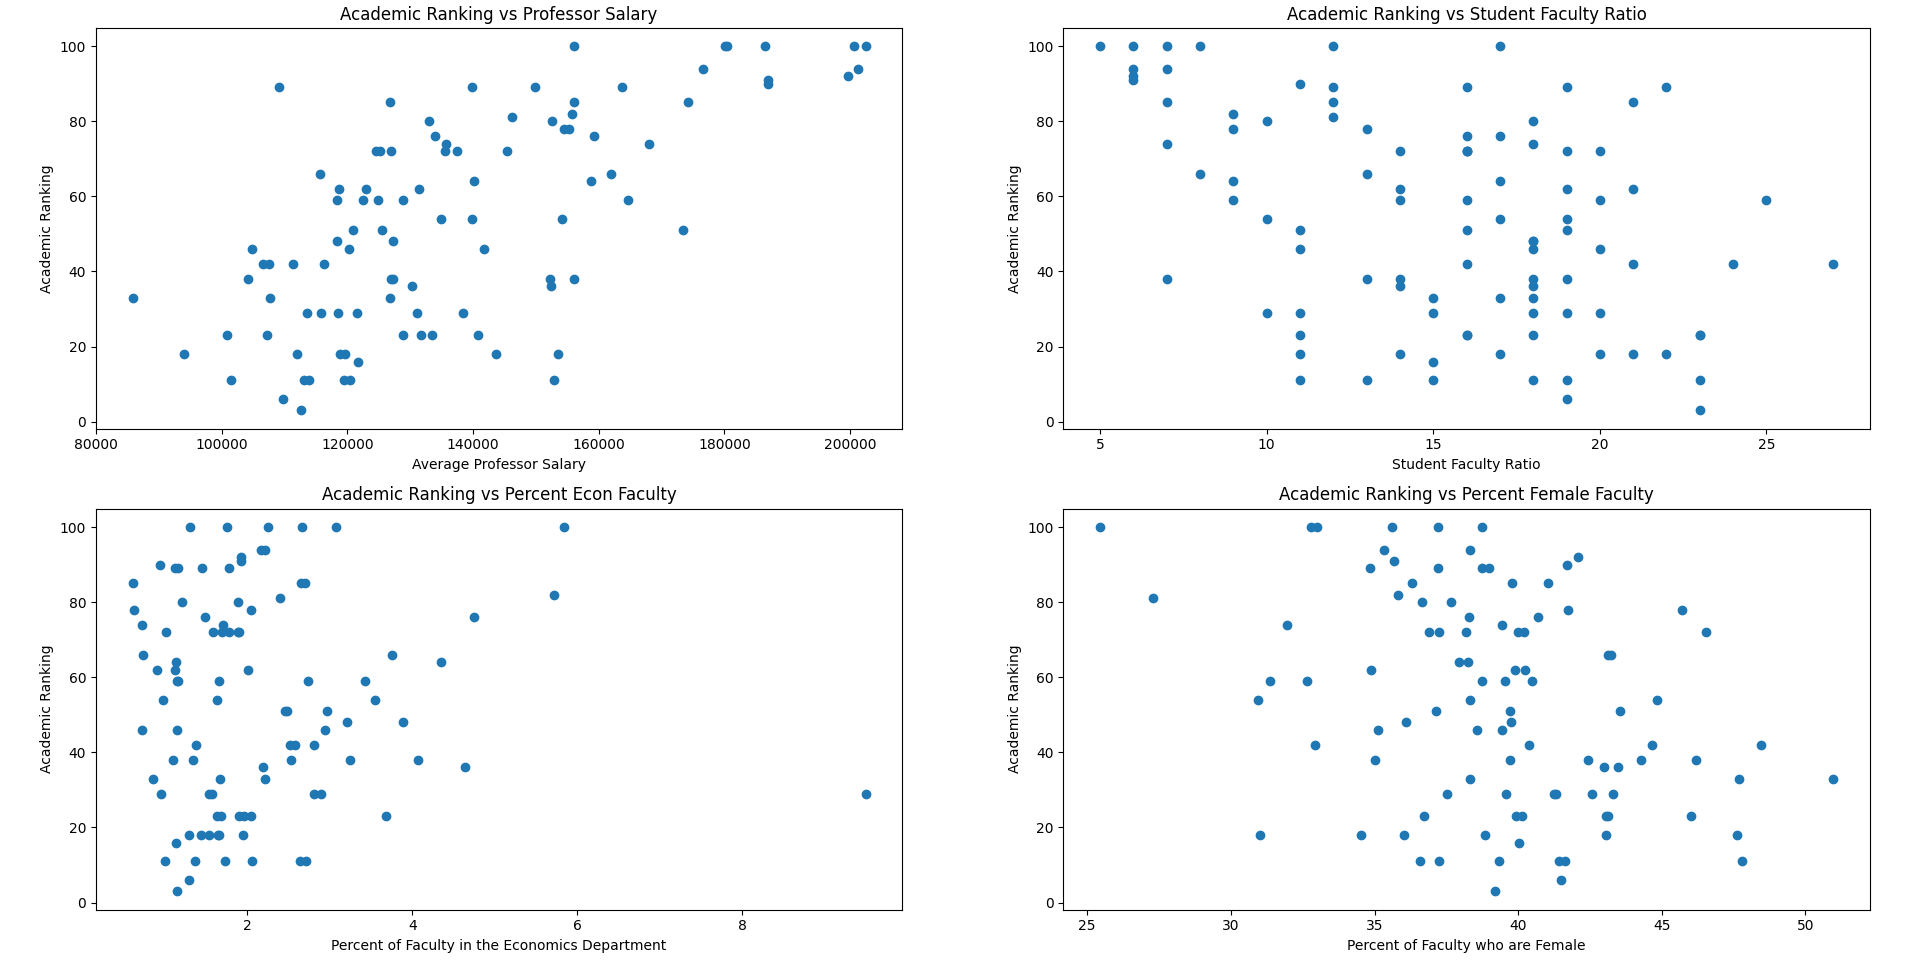 Academic Ranking vs Professor Salary
100
80
60
40
20
0
Academic Ranking
80000 100000 120000 140000 160000 180000 200000
Average Professor Salary
Academic Ranking vs Student Faculty Ratio
100
80
60
40
20
0
Academic Ranking
5 10 15 20 25
Student Faculty Ratio
Academic Ranking vs Percent Econ Faculty
100
80
60
40
20
0
Academic Ranking
2 4 6 8
Percent of Faculty in the Economics Department
Academic Ranking vs Percent Female Faculty
100
80
60
40
20
0
Academic Ranking
25 30 35 40 45 50
Percent of Faculty who are Female